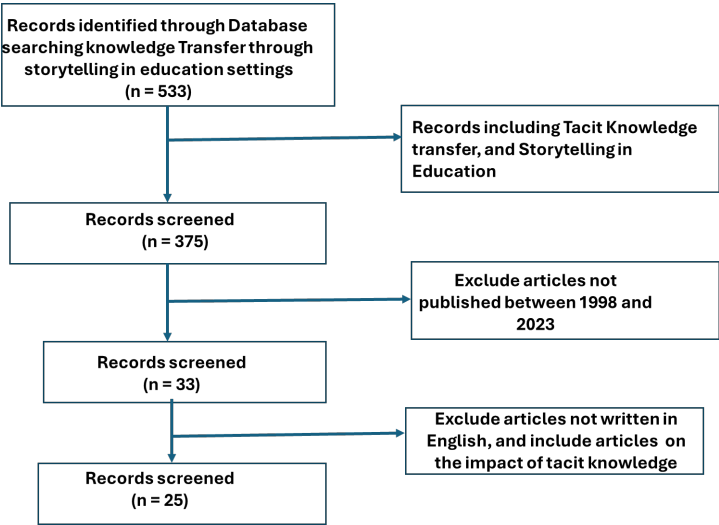 Records identified through Database
searching knowledge Transfer through
storytelling in education settings
(n = 533)
Records including Tacit Knowledge
transfer, and Storytelling in
Education
Records screened
(n = 375)
Exclude articles not
published between 1998 and
2023
Records screened
(n = 33)
Exclude articles not written in
English, and include articles on
the impact of tacit knowledge
Records screened
(n = 25)